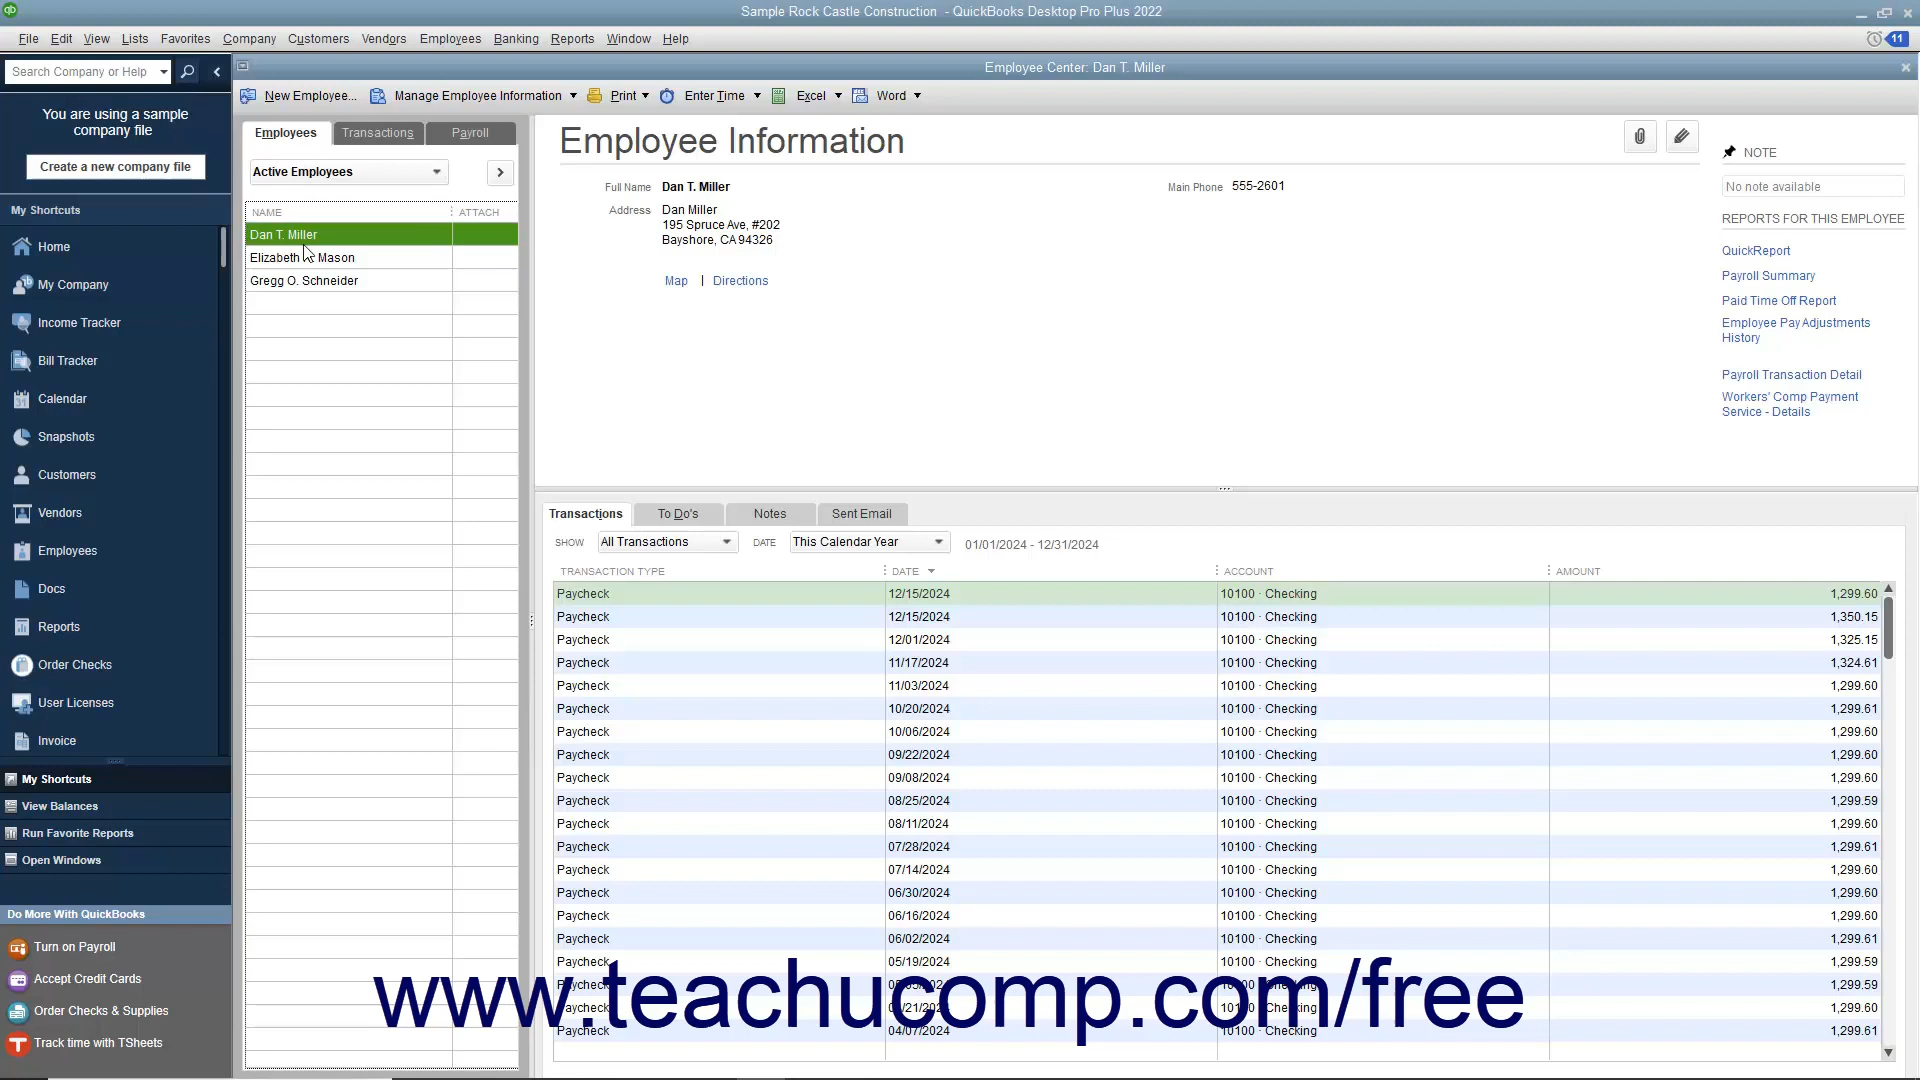 Sample Rock Castle Construction - QuickBooks Desktop Pro Plus 2022
File Edit View Lists Favorites Company Customers Vendors Employees Banking Reports Window Help
11
Search Company or Help
Employee Center: Dan T. Miller
New Employee... Manage Employee Information Print Enter Time Excel Word
You are using a sample
company file
Create a new company file
My Shortcuts
Home
My Company
Income Tracker
Bill Tracker
Calendar
Snapshots
Customers
Vendors
Employees
Docs
Reports
Order Checks
User Licenses
Invoice
My Shortcuts
View Balances
Run Favorite Reports
Open Windows
Do More With QuickBooks
Turn on Payroll
Accept Credit Cards
Order Checks & Supplies
Track time with TSheets
Employees Transactions Payroll
Active Employees
NAME ATTACH
Dan T. Miller
Elizabeth Mason
Gregg O. Schneider
Employee Information
Full Name Dan T. Miller
Main Phone 555-2601
Address Dan Miller
195 Spruce Ave, #202
Bayshore, CA 94326
Map | Directions
NOTE
No note available
REPORTS FOR THIS EMPLOYEE
QuickReport
Payroll Summary
Paid Time Off Report
Employee Pay Adjustments
History
Payroll Transaction Detail
Workers' Comp Payment
Service - Details
Transactions To Do's Notes Sent Email
SHOW All Transactions DATE This Calendar Year 01/01/2024 - 12/31/2024
TRANSACTION TYPE DATE ACCOUNT AMOUNT
Paycheck 12/15/2024 10100 · Checking 1,299.60
Paycheck 12/15/2024 10100 · Checking 1,350.15
Paycheck 12/01/2024 10100 · Checking 1,325.15
Paycheck 11/17/2024 10100 · Checking 1,324.61
Paycheck 11/03/2024 10100 · Checking 1,299.60
Paycheck 10/20/2024 10100 · Checking 1,299.61
Paycheck 10/06/2024 10100 · Checking 1,299.60
Paycheck 09/22/2024 10100 · Checking 1,299.60
Paycheck 09/08/2024 10100 · Checking 1,299.60
Paycheck 08/25/2024 10100 · Checking 1,299.59
Paycheck 08/11/2024 10100 · Checking 1,299.60
Paycheck 07/28/2024 10100 · Checking 1,299.61
Paycheck 07/14/2024 10100 · Checking 1,299.60
Paycheck 06/30/2024 10100 · Checking 1,299.60
Paycheck 06/16/2024 10100 · Checking 1,299.60
Paycheck 06/02/2024 10100 · Checking 1,299.61
Paycheck 05/19/2024 10100 · Checking 1,299.59
1,299.59
1,299.60
Paycheck 04/07/2024 10100 · Checking 1,299.61
www.teachucomp.com/free